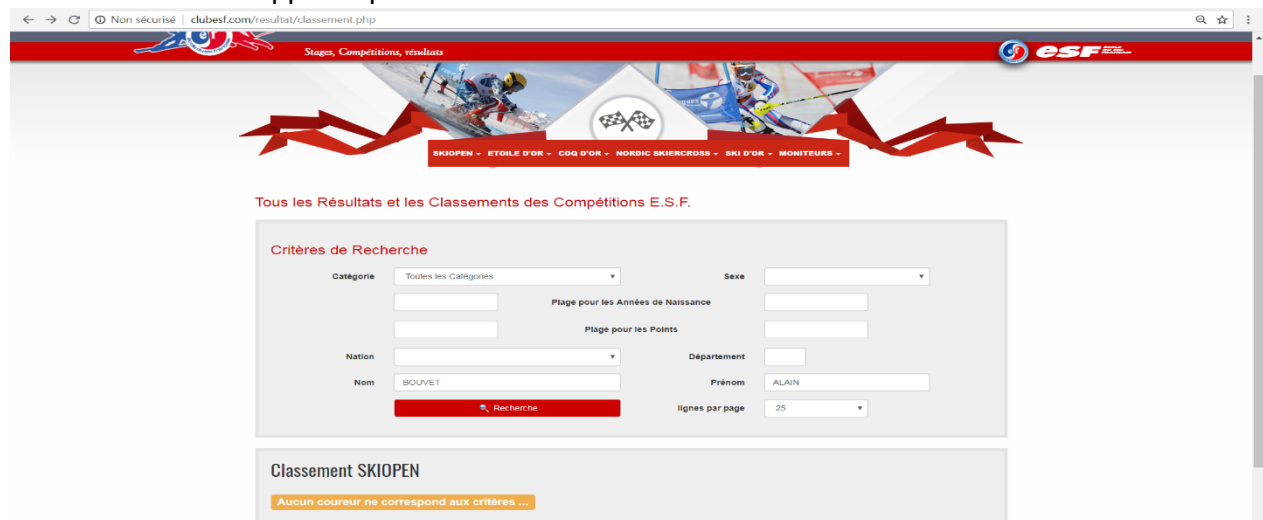 Non sécurisé | clubesf.com/resultat/classement.php
Stages, Compétitions, résultats
esf
SKIOPEN ETOILE D'OR COQ D'OR NORDIC SKIERCROSS SKI D'OR MONITEURS
Tous les Résultats et les Classements des Compétitions E.S.F.
Critères de Recherche
Catégorie Toutes les Catégories Sexe
Plage pour les Années de Naissance
Plage pour les Points
Nation Département
Nom BOUVET Prénom ALAIN
Recherche lignes par page 25
Classement SKIOPEN
Aucun coureur ne correspond aux critères ...